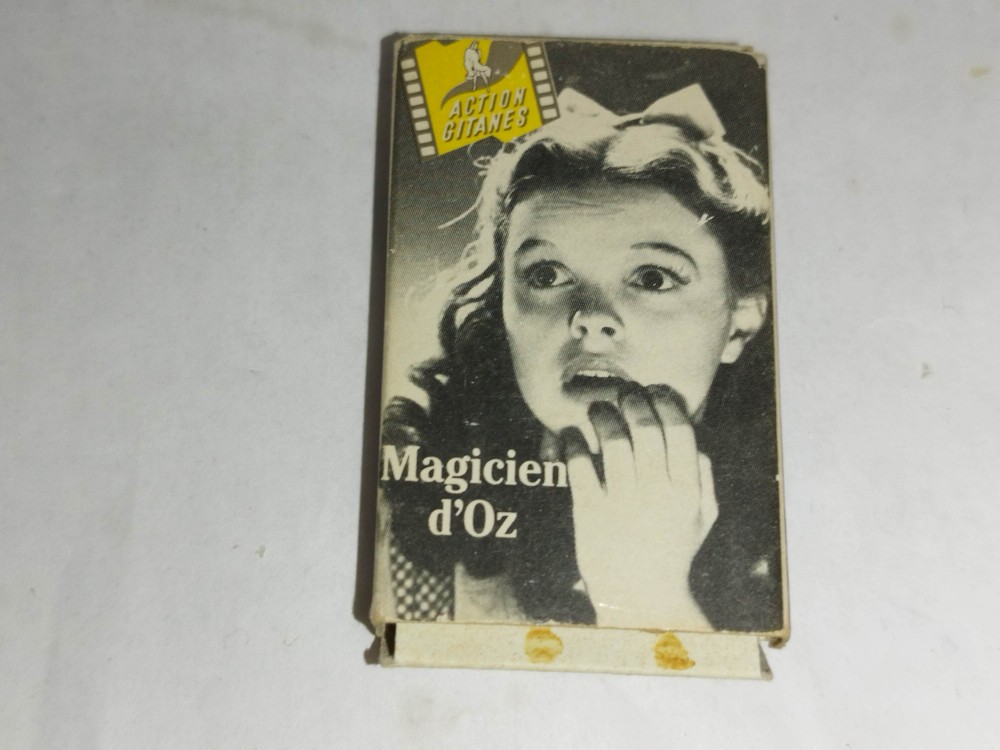 ACTION
GITANES
Magicien
d'Oz